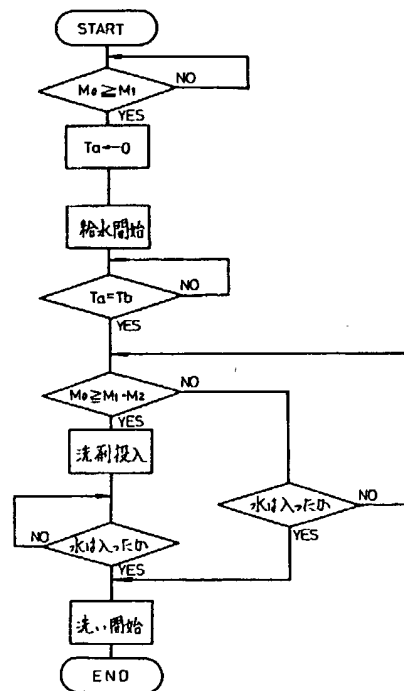 START
M₀≧M₁
NO
YES
Ta←0
給水開始
Ta=Tb
NO
YES
M₀≧M₁-M₂
NO
YES
洗剤投入
水は入ったか
NO
YES
水は入ったか
NO
YES
洗い開始
END